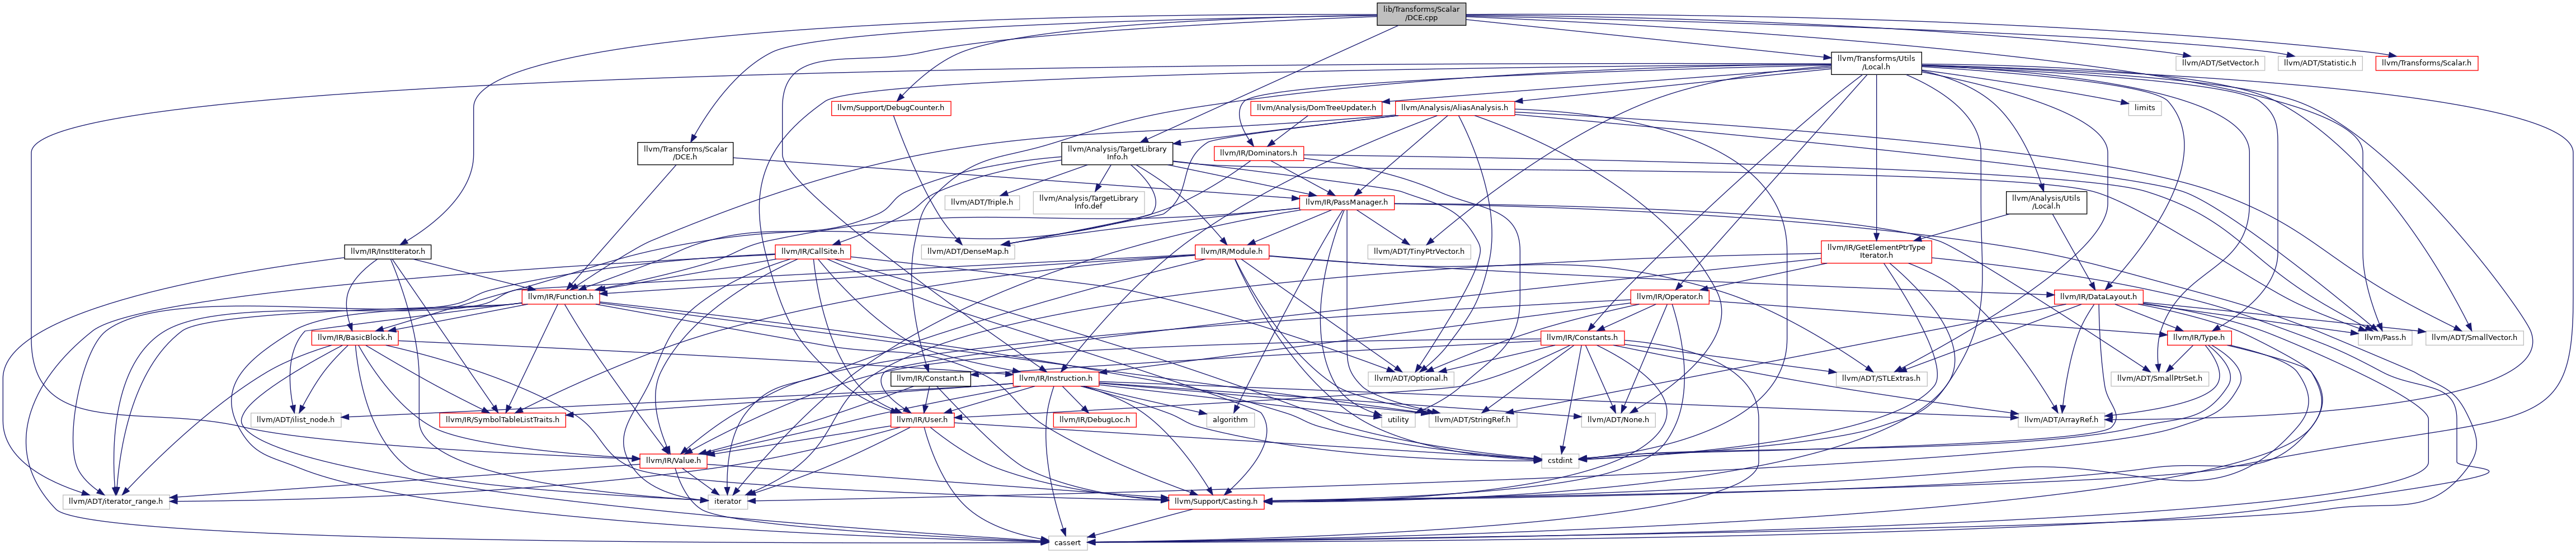 lib/Transforms/Scalar
/DCE.cpp
llvm/Transforms/Utils
/Local.h
llvm/ADT/SetVector.h
llvm/ADT/Statistic.h
llvm/Transforms/Scalar.h
llvm/Support/DebugCounter.h
llvm/Analysis/DomTreeUpdater.h
llvm/Analysis/AliasAnalysis.h
limits
llvm/Transforms/Scalar
/DCE.h
llvm/Analysis/TargetLibrary
Info.h
llvm/IR/Dominators.h
llvm/ADT/Triple.h
llvm/Analysis/TargetLibrary
Info.def
llvm/IR/PassManager.h
llvm/Analysis/Utils
/Local.h
llvm/IR/InstIterator.h
llvm/IR/CallSite.h
llvm/ADT/DenseMap.h
llvm/IR/Module.h
llvm/ADT/TinyPtrVector.h
llvm/IR/GetElementPtrType
Iterator.h
llvm/IR/Function.h
llvm/IR/Operator.h
llvm/IR/DataLayout.h
llvm/IR/BasicBlock.h
llvm/IR/Constants.h
llvm/IR/Type.h
llvm/Pass.h
llvm/ADT/SmallVector.h
llvm/IR/Constant.h
llvm/IR/Instruction.h
llvm/ADT/Optional.h
llvm/ADT/STLExtras.h
llvm/ADT/SmallPtrSet.h
llvm/ADT/ilist_node.h
llvm/IR/SymbolTableListTraits.h
llvm/IR/User.h
llvm/IR/DebugLoc.h
algorithm
utility
llvm/ADT/StringRef.h
llvm/ADT/None.h
llvm/ADT/ArrayRef.h
llvm/IR/Value.h
cstdint
llvm/ADT/iterator_range.h
iterator
llvm/Support/Casting.h
cassert